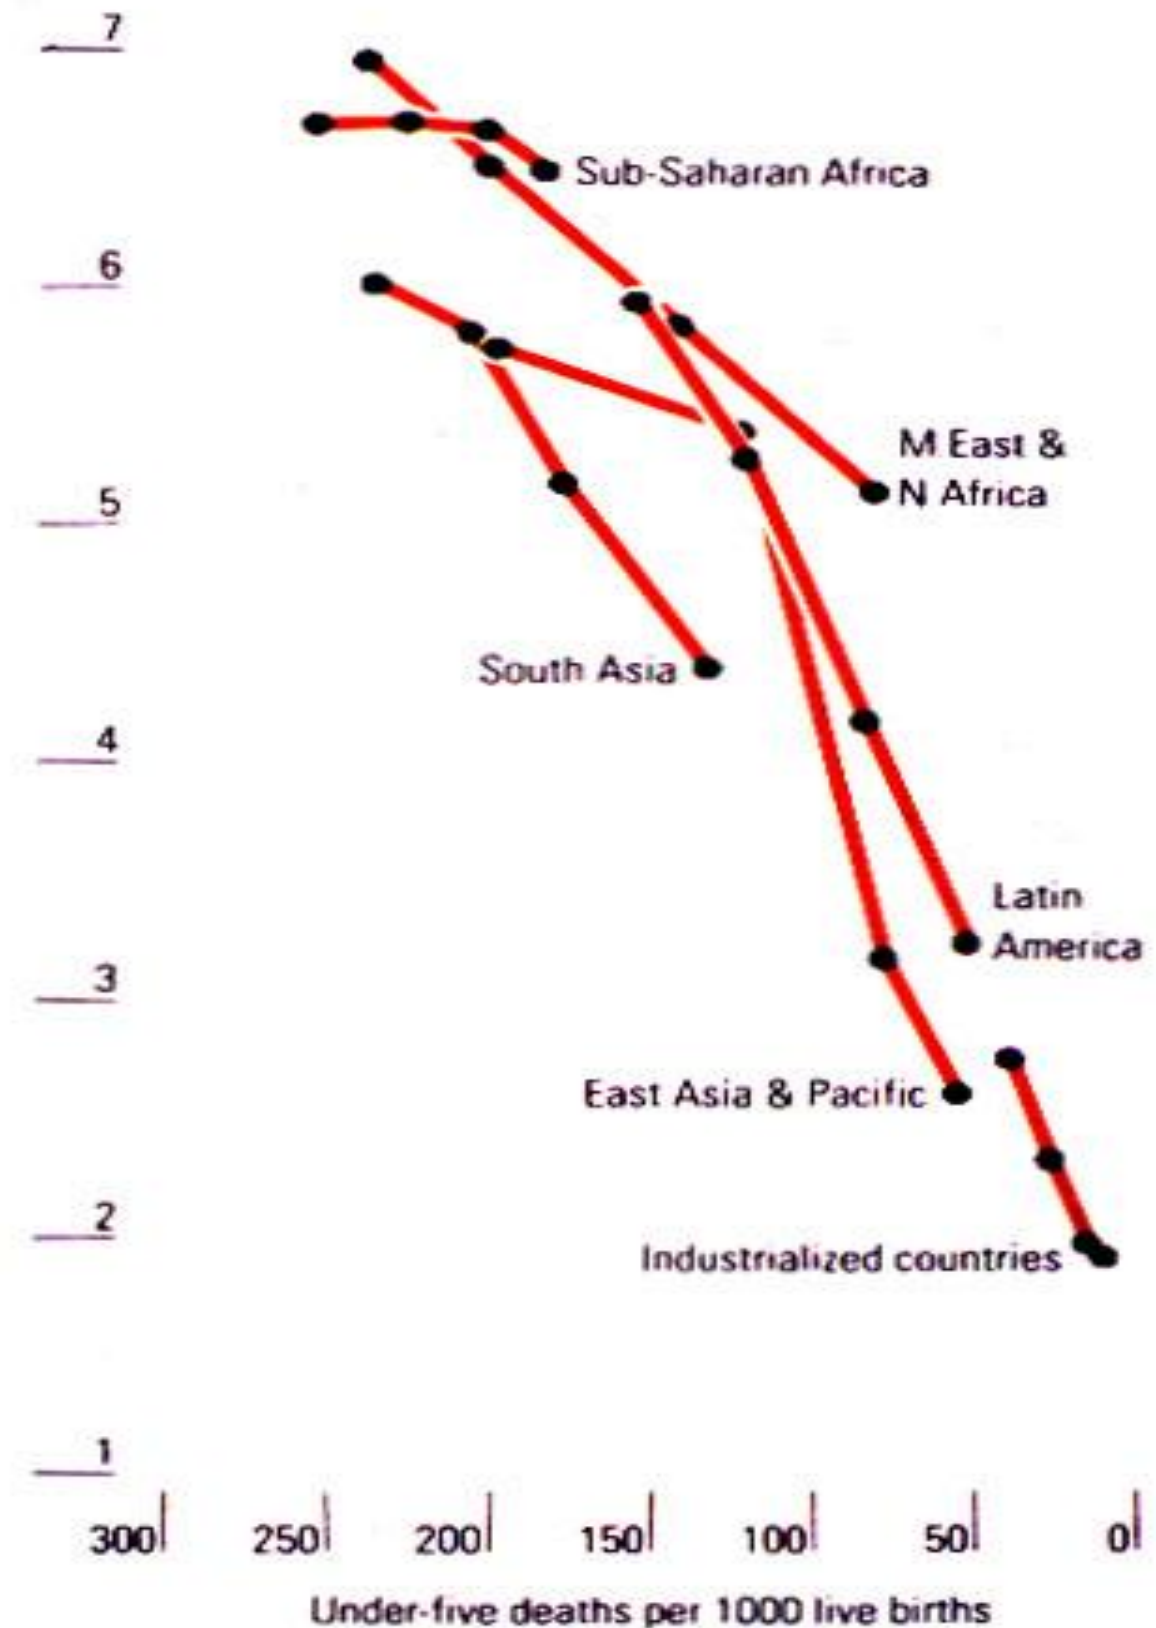 7
Sub-Saharan Africa
6
M East &
N Africa
5
South Asia
4
Latin
America
3
East Asia & Pacific
2
Industrialized countries
1
300 250 200 150 100 50 0
Under-five deaths per 1000 live births